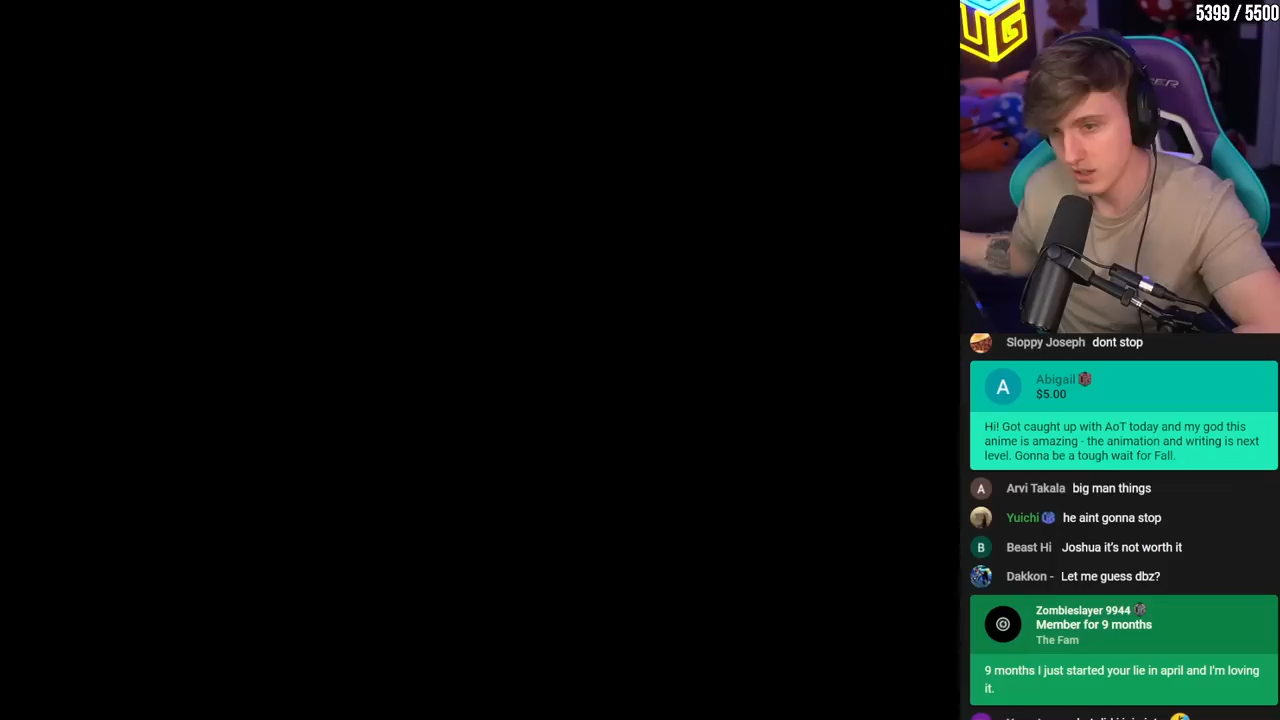 5399 / 5500
UG
ER
Sloppy Joseph dont stop
A
Abigail
$5.00
Hi! Got caught up with AoT today and my god this
anime is amazing - the animation and writing is next
level. Gonna be a tough wait for Fall.
A Arvi Takala big man things
Yuichi he aint gonna stop
B Beast Hi Joshua it's not worth it
Dakkon - Let me guess dbz?
Zombieslayer 9944
Member for 9 months
The Fam
9 months I just started your lie in april and I'm loving
it.